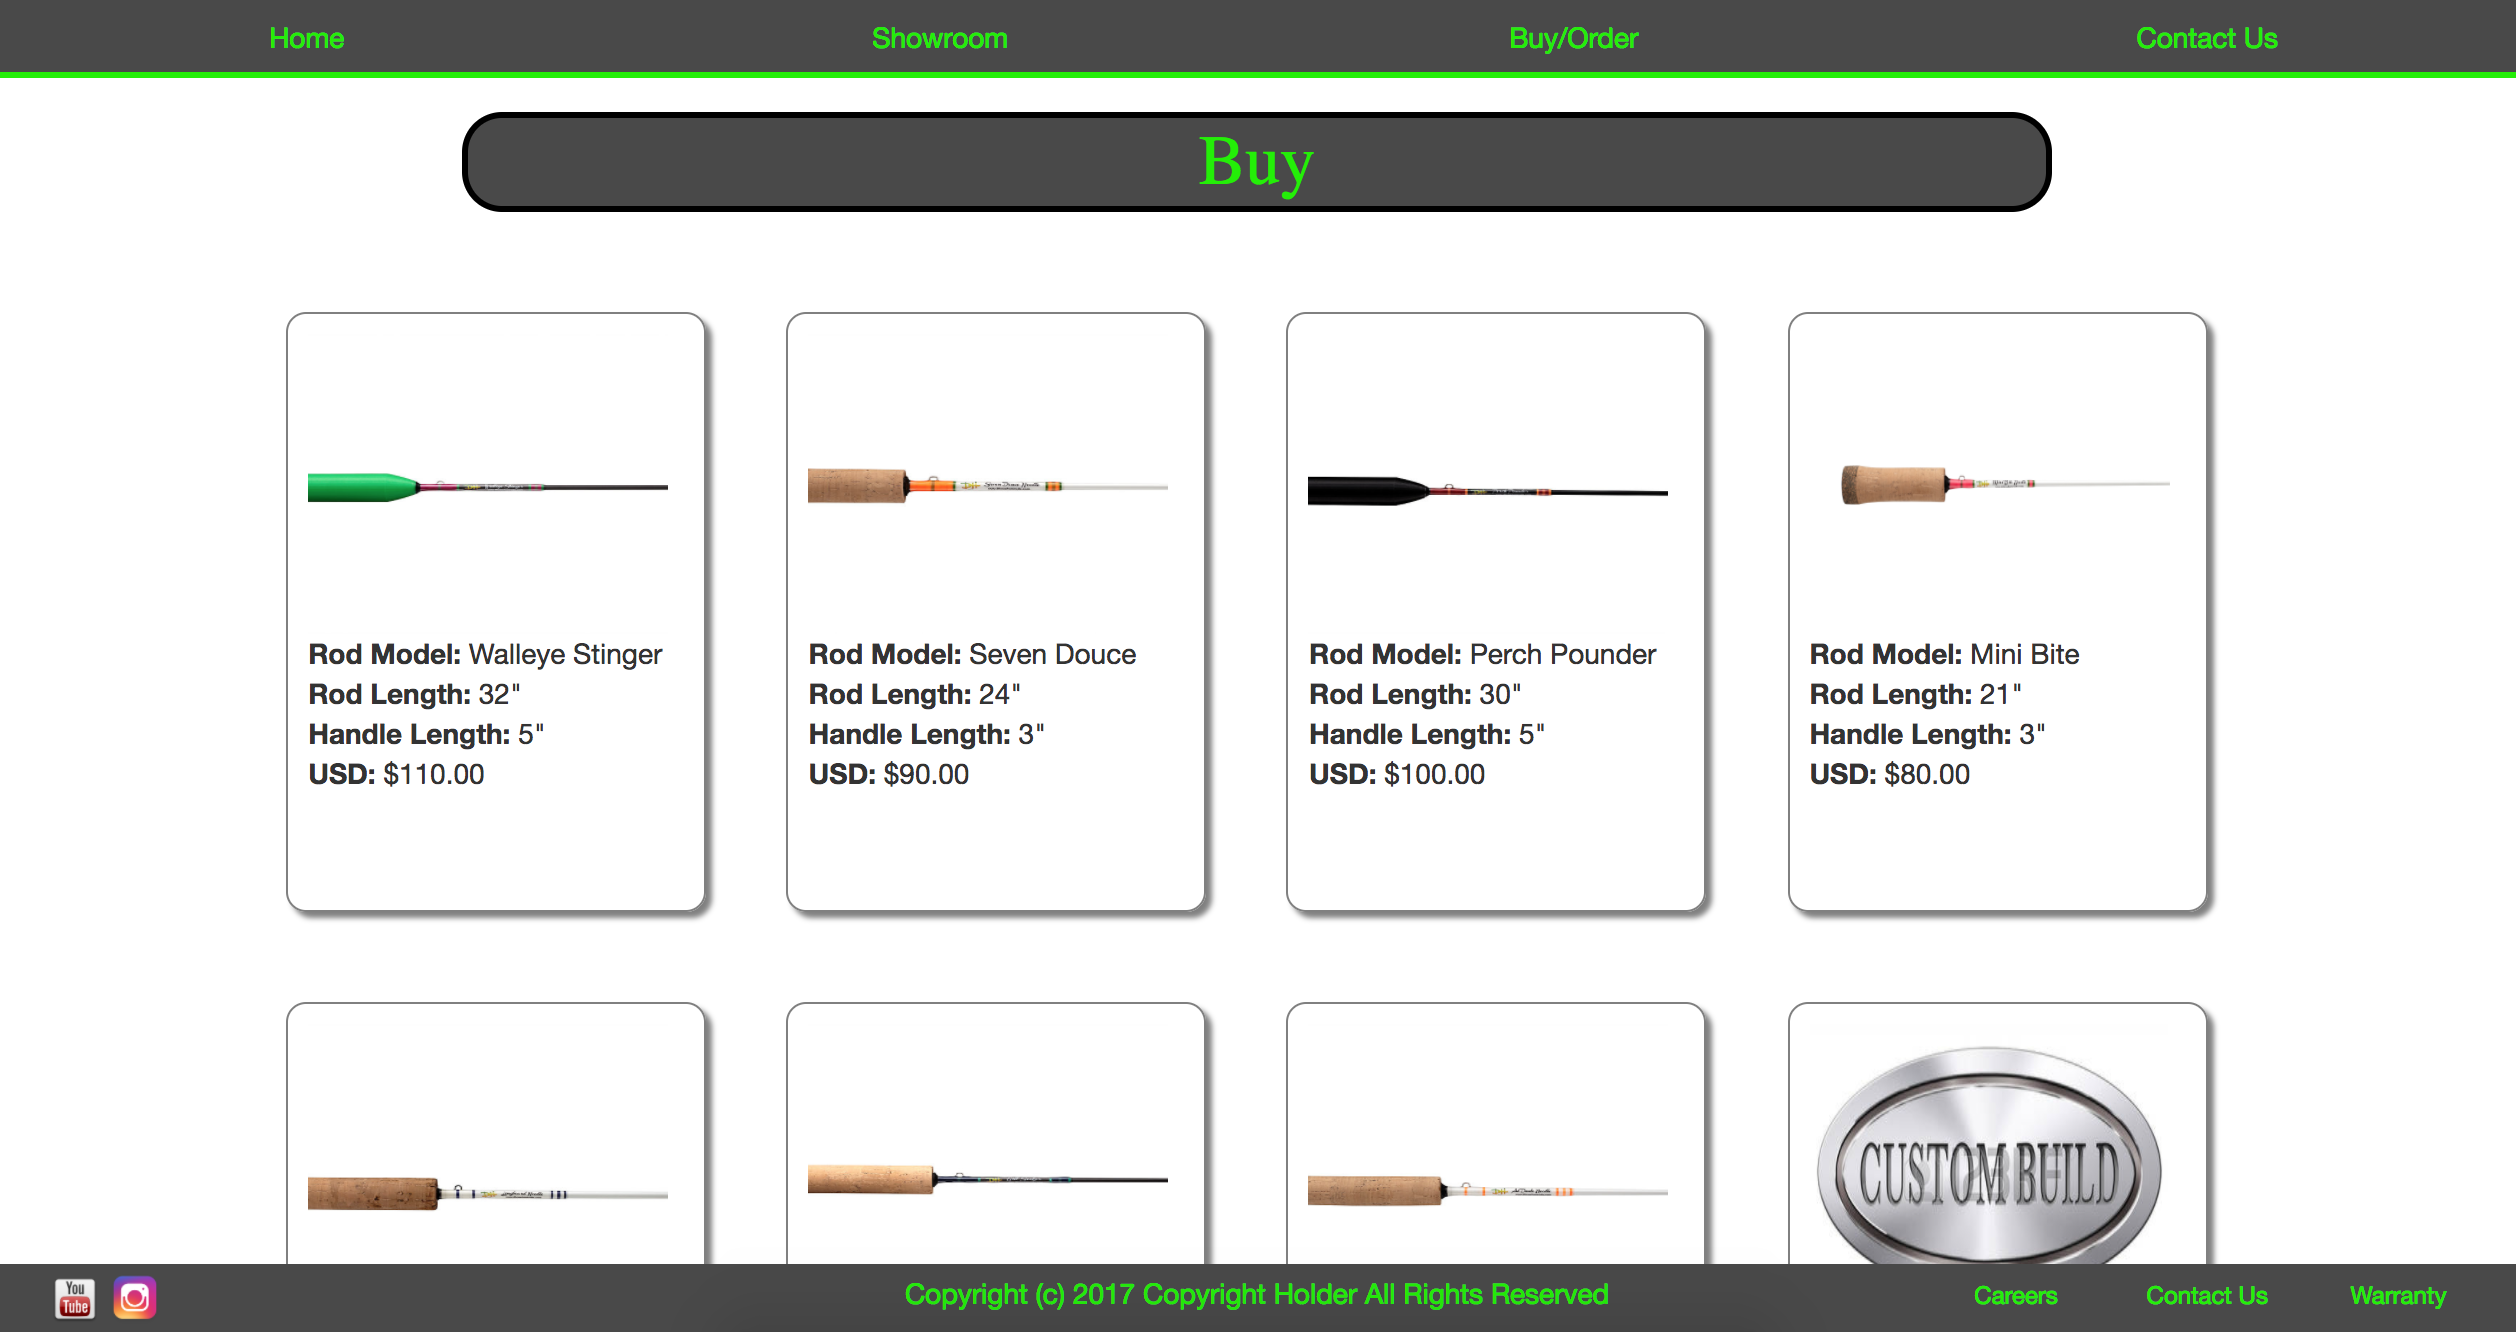 Home
Showroom
Buy/Order
Contact Us
Buy
Rod Model: Walleye Stinger
Rod Length: 32"
Handle Length: 5"
USD: $110.00
Rod Model: Seven Douce
Rod Length: 24"
Handle Length: 3"
USD: $90.00
Rod Model: Perch Pounder
Rod Length: 30"
Handle Length: 5"
USD: $100.00
Rod Model: Mini Bite
Rod Length: 21"
Handle Length: 3"
USD: $80.00
CUSTOM BUILD
You
Tube
Copyright (c) 2017 Copyright Holder All Rights Reserved
Careers
Contact Us
Warranty